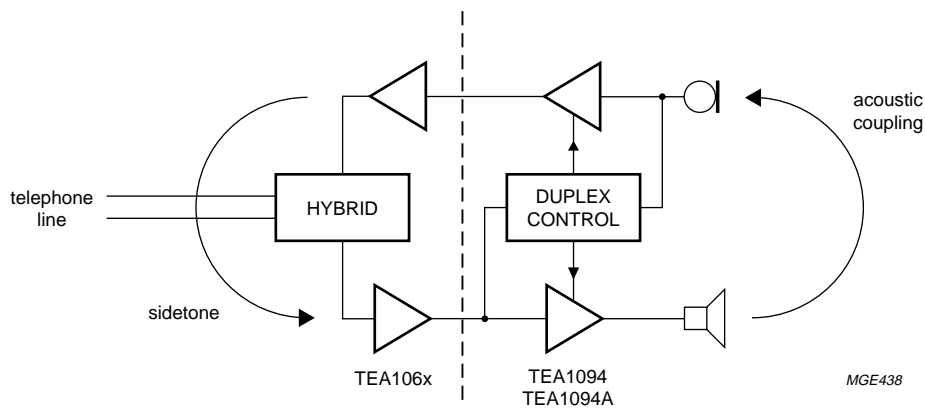 acoustic
coupling
telephone
line
HYBRID
DUPLEX
CONTROL
sidetone
TEA106x
TEA1094
TEA1094A
MGE438